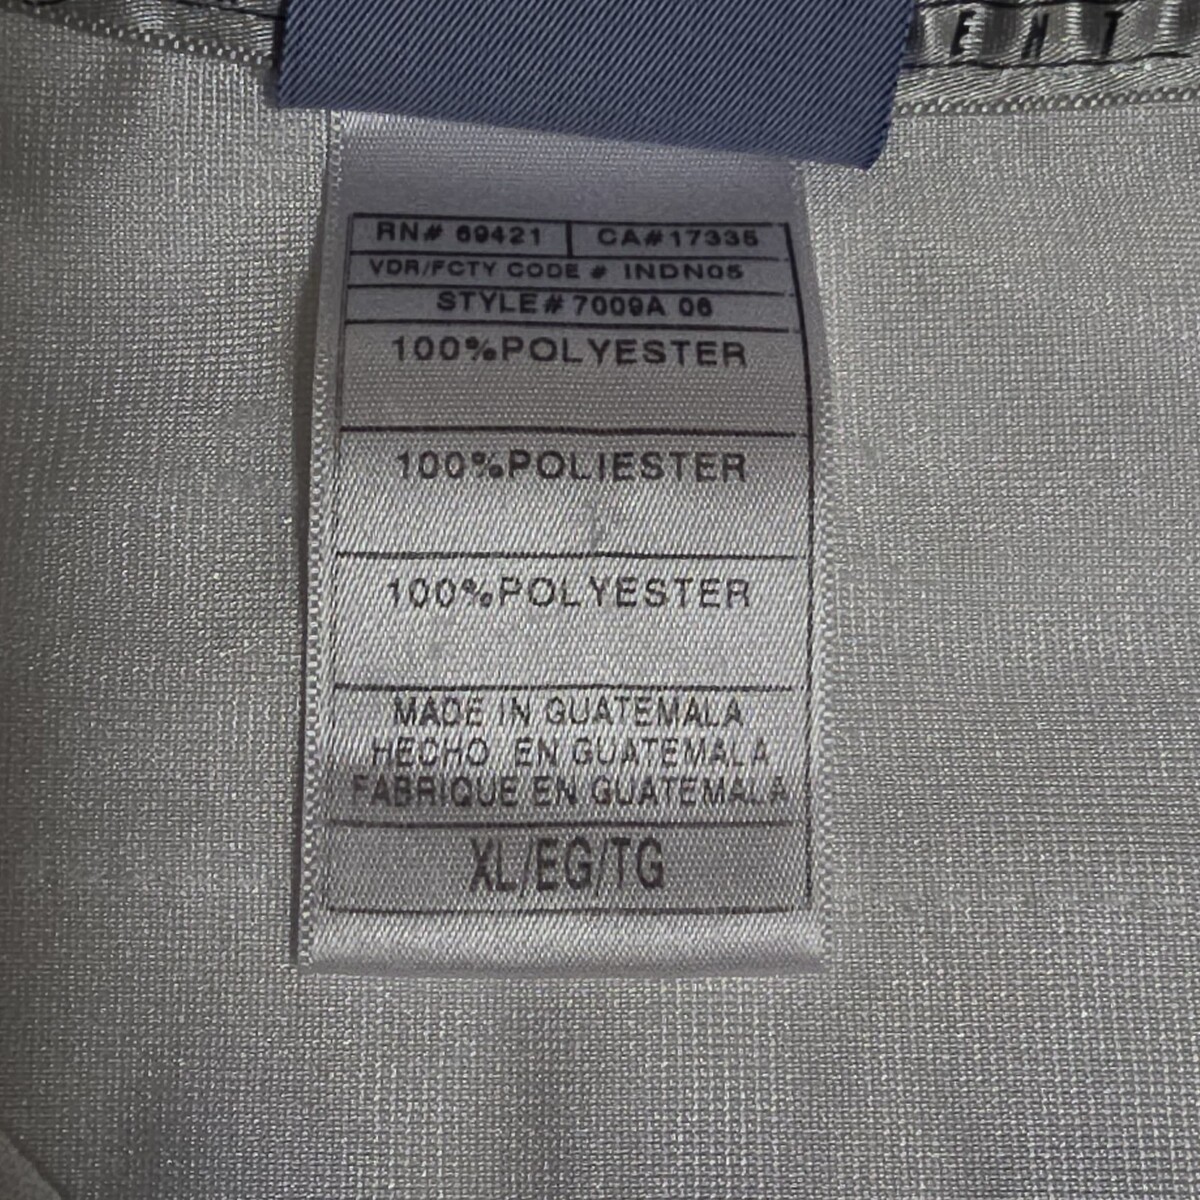 ENT
RN# 69421 CA#17335
VDR/FCTY CODE # INDN05
STYLE# 7009A 06
100%POLYESTER
100%POLIESTER
100%POLYESTER
MADE IN GUATEMALA
HECHO EN GUATEMALA
FABRIQUE EN GUATEMALA
XL/EG/TG